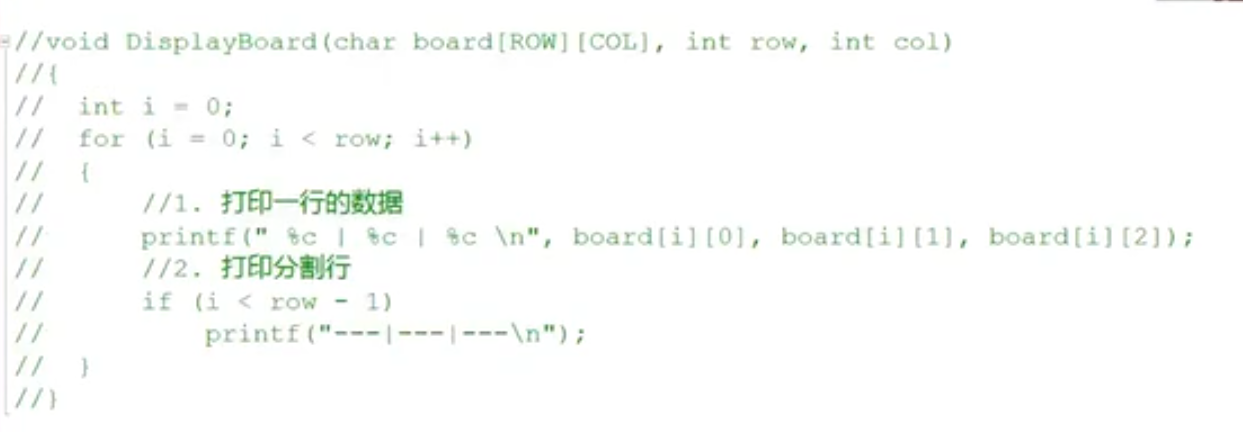 //void DisplayBoard(char board[ROW][COL], int row, int col)
//{
//  int i = 0;
//  for (i = 0; i < row; i++)
//  {
//      //1. 打印一行的数据
//      printf(" %c | %c | %c \n", board[i][0], board[i][1], board[i][2]);
//      //2. 打印分割行
//      if (i < row - 1)
//          printf("---|---|---\n");
//  }
//}